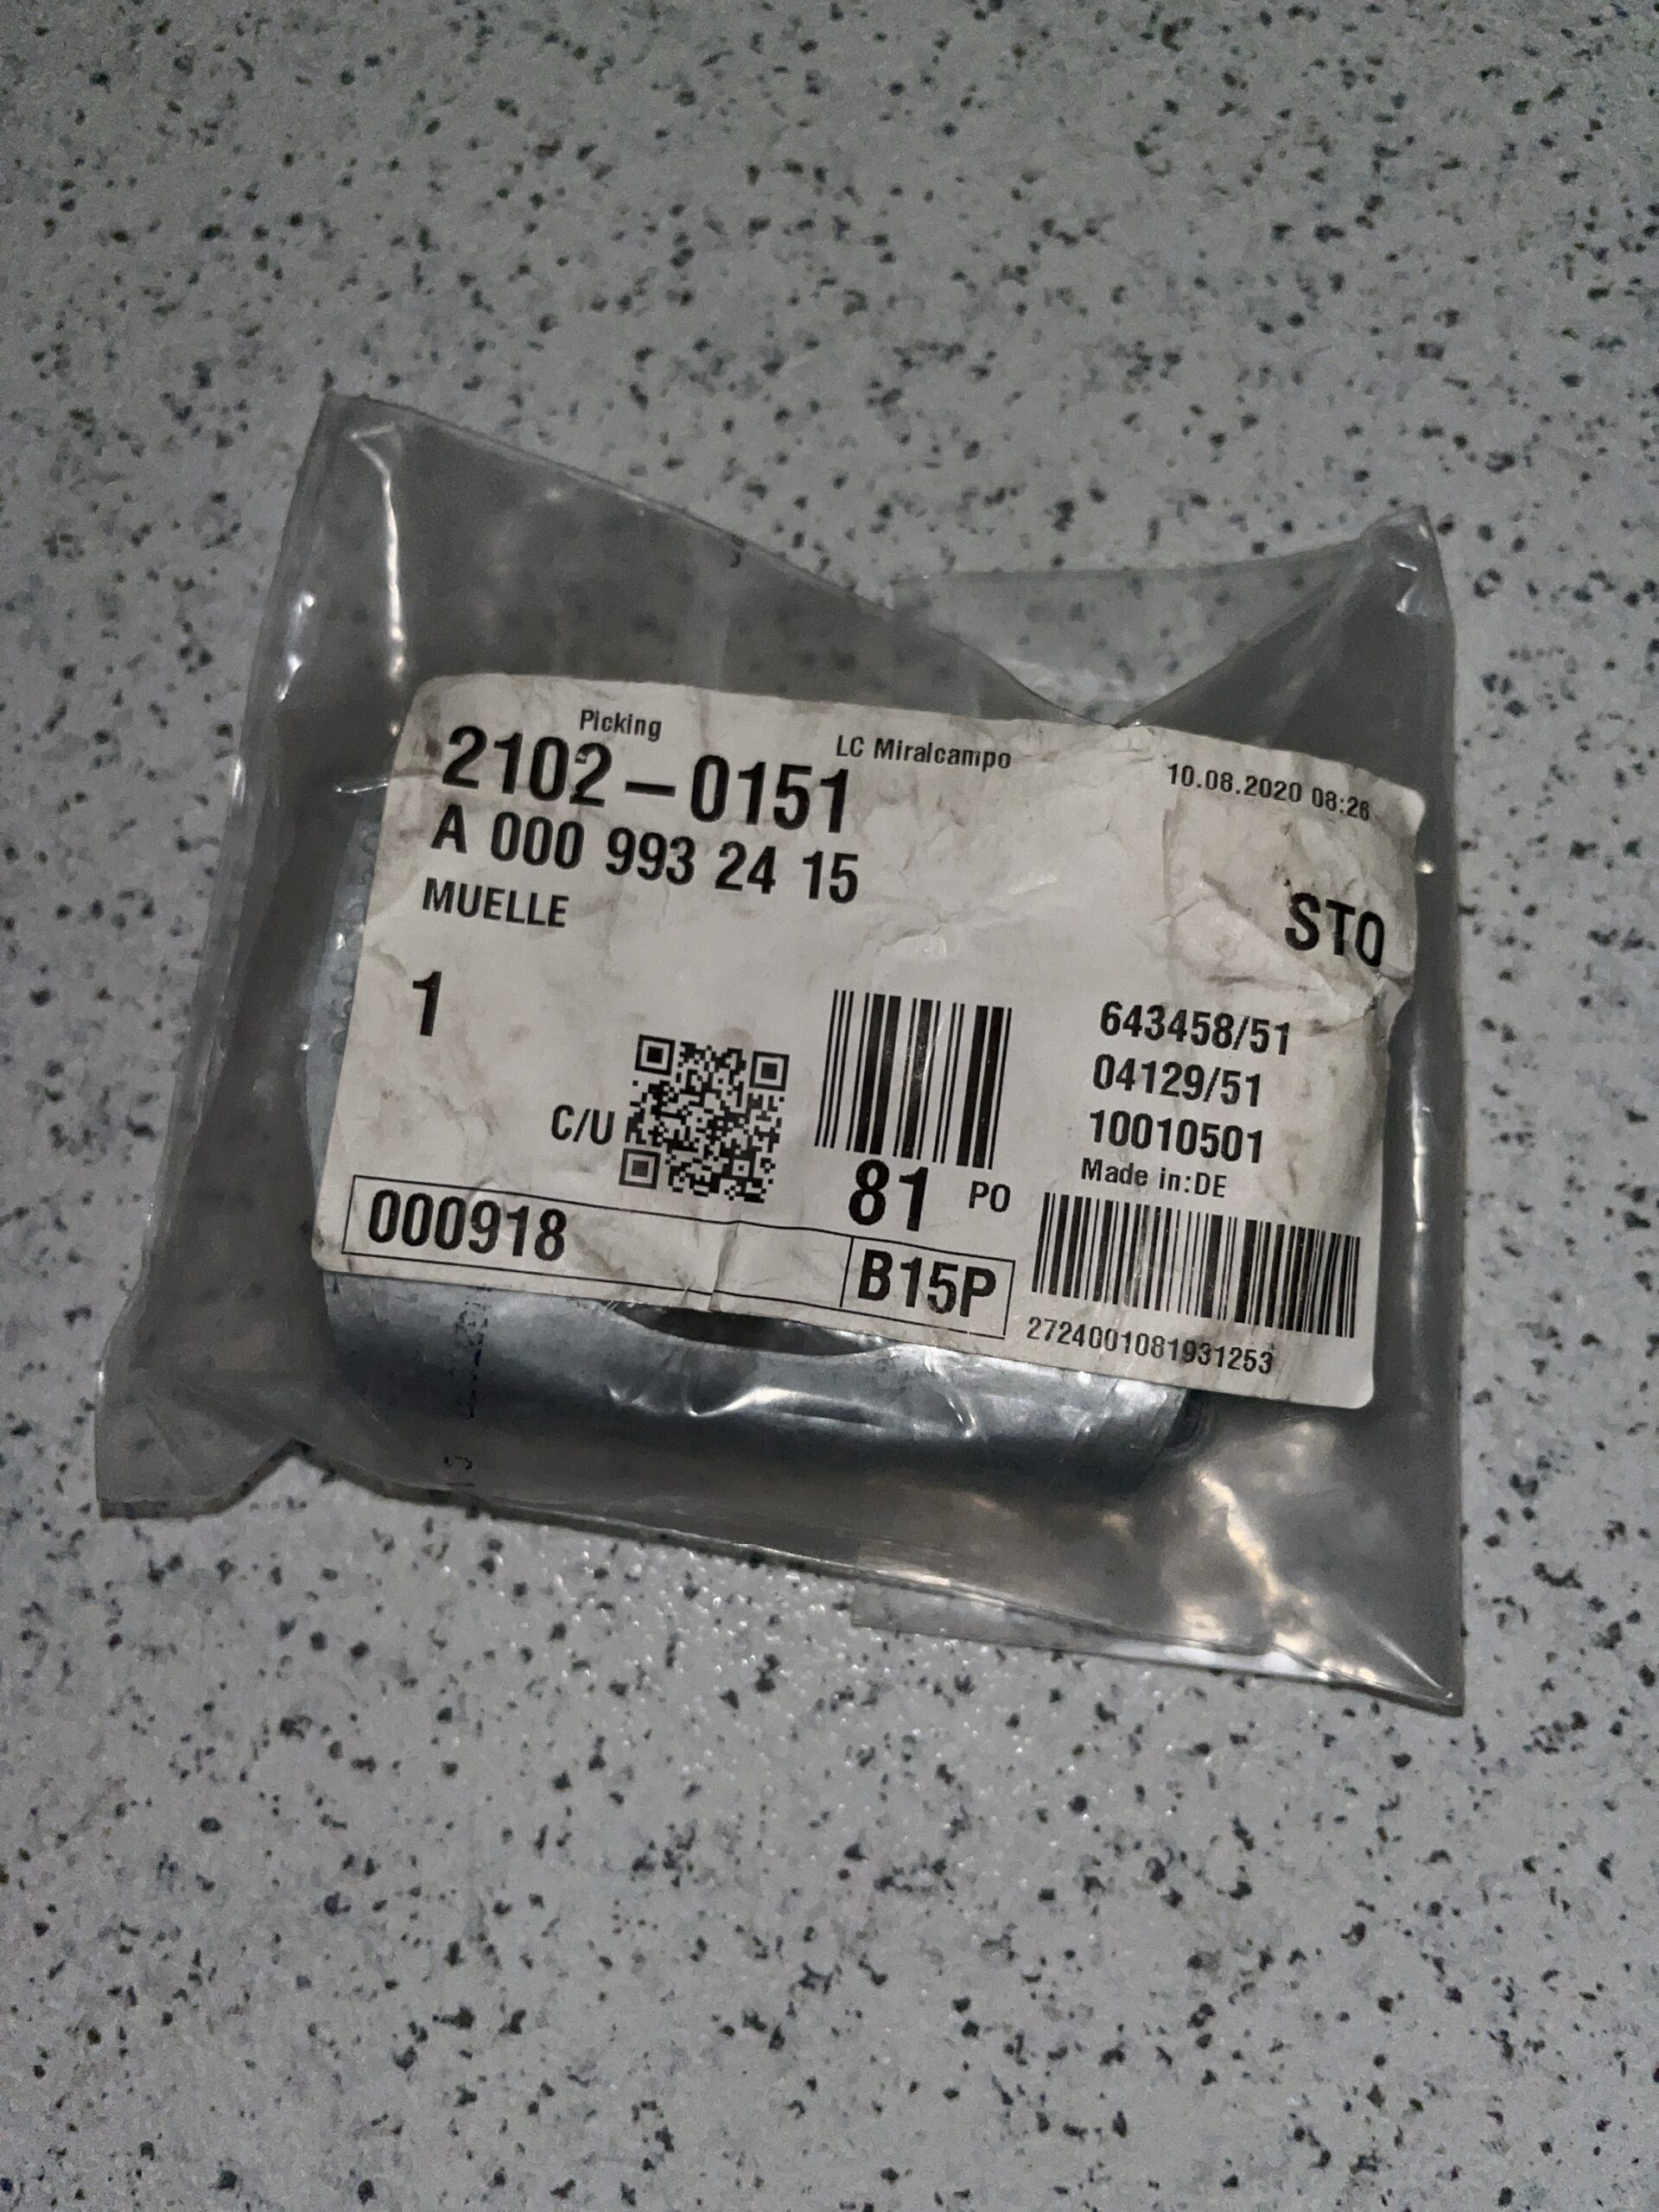 Picking
LC Miralcampo
10.08.2020 08:26
2102-0151
A 000 993 24 15
MUELLE
STO
1
643458/51
04129/51
10010501
Made in:DE
C/U
81 PO
000918
B15P
2724001081931253